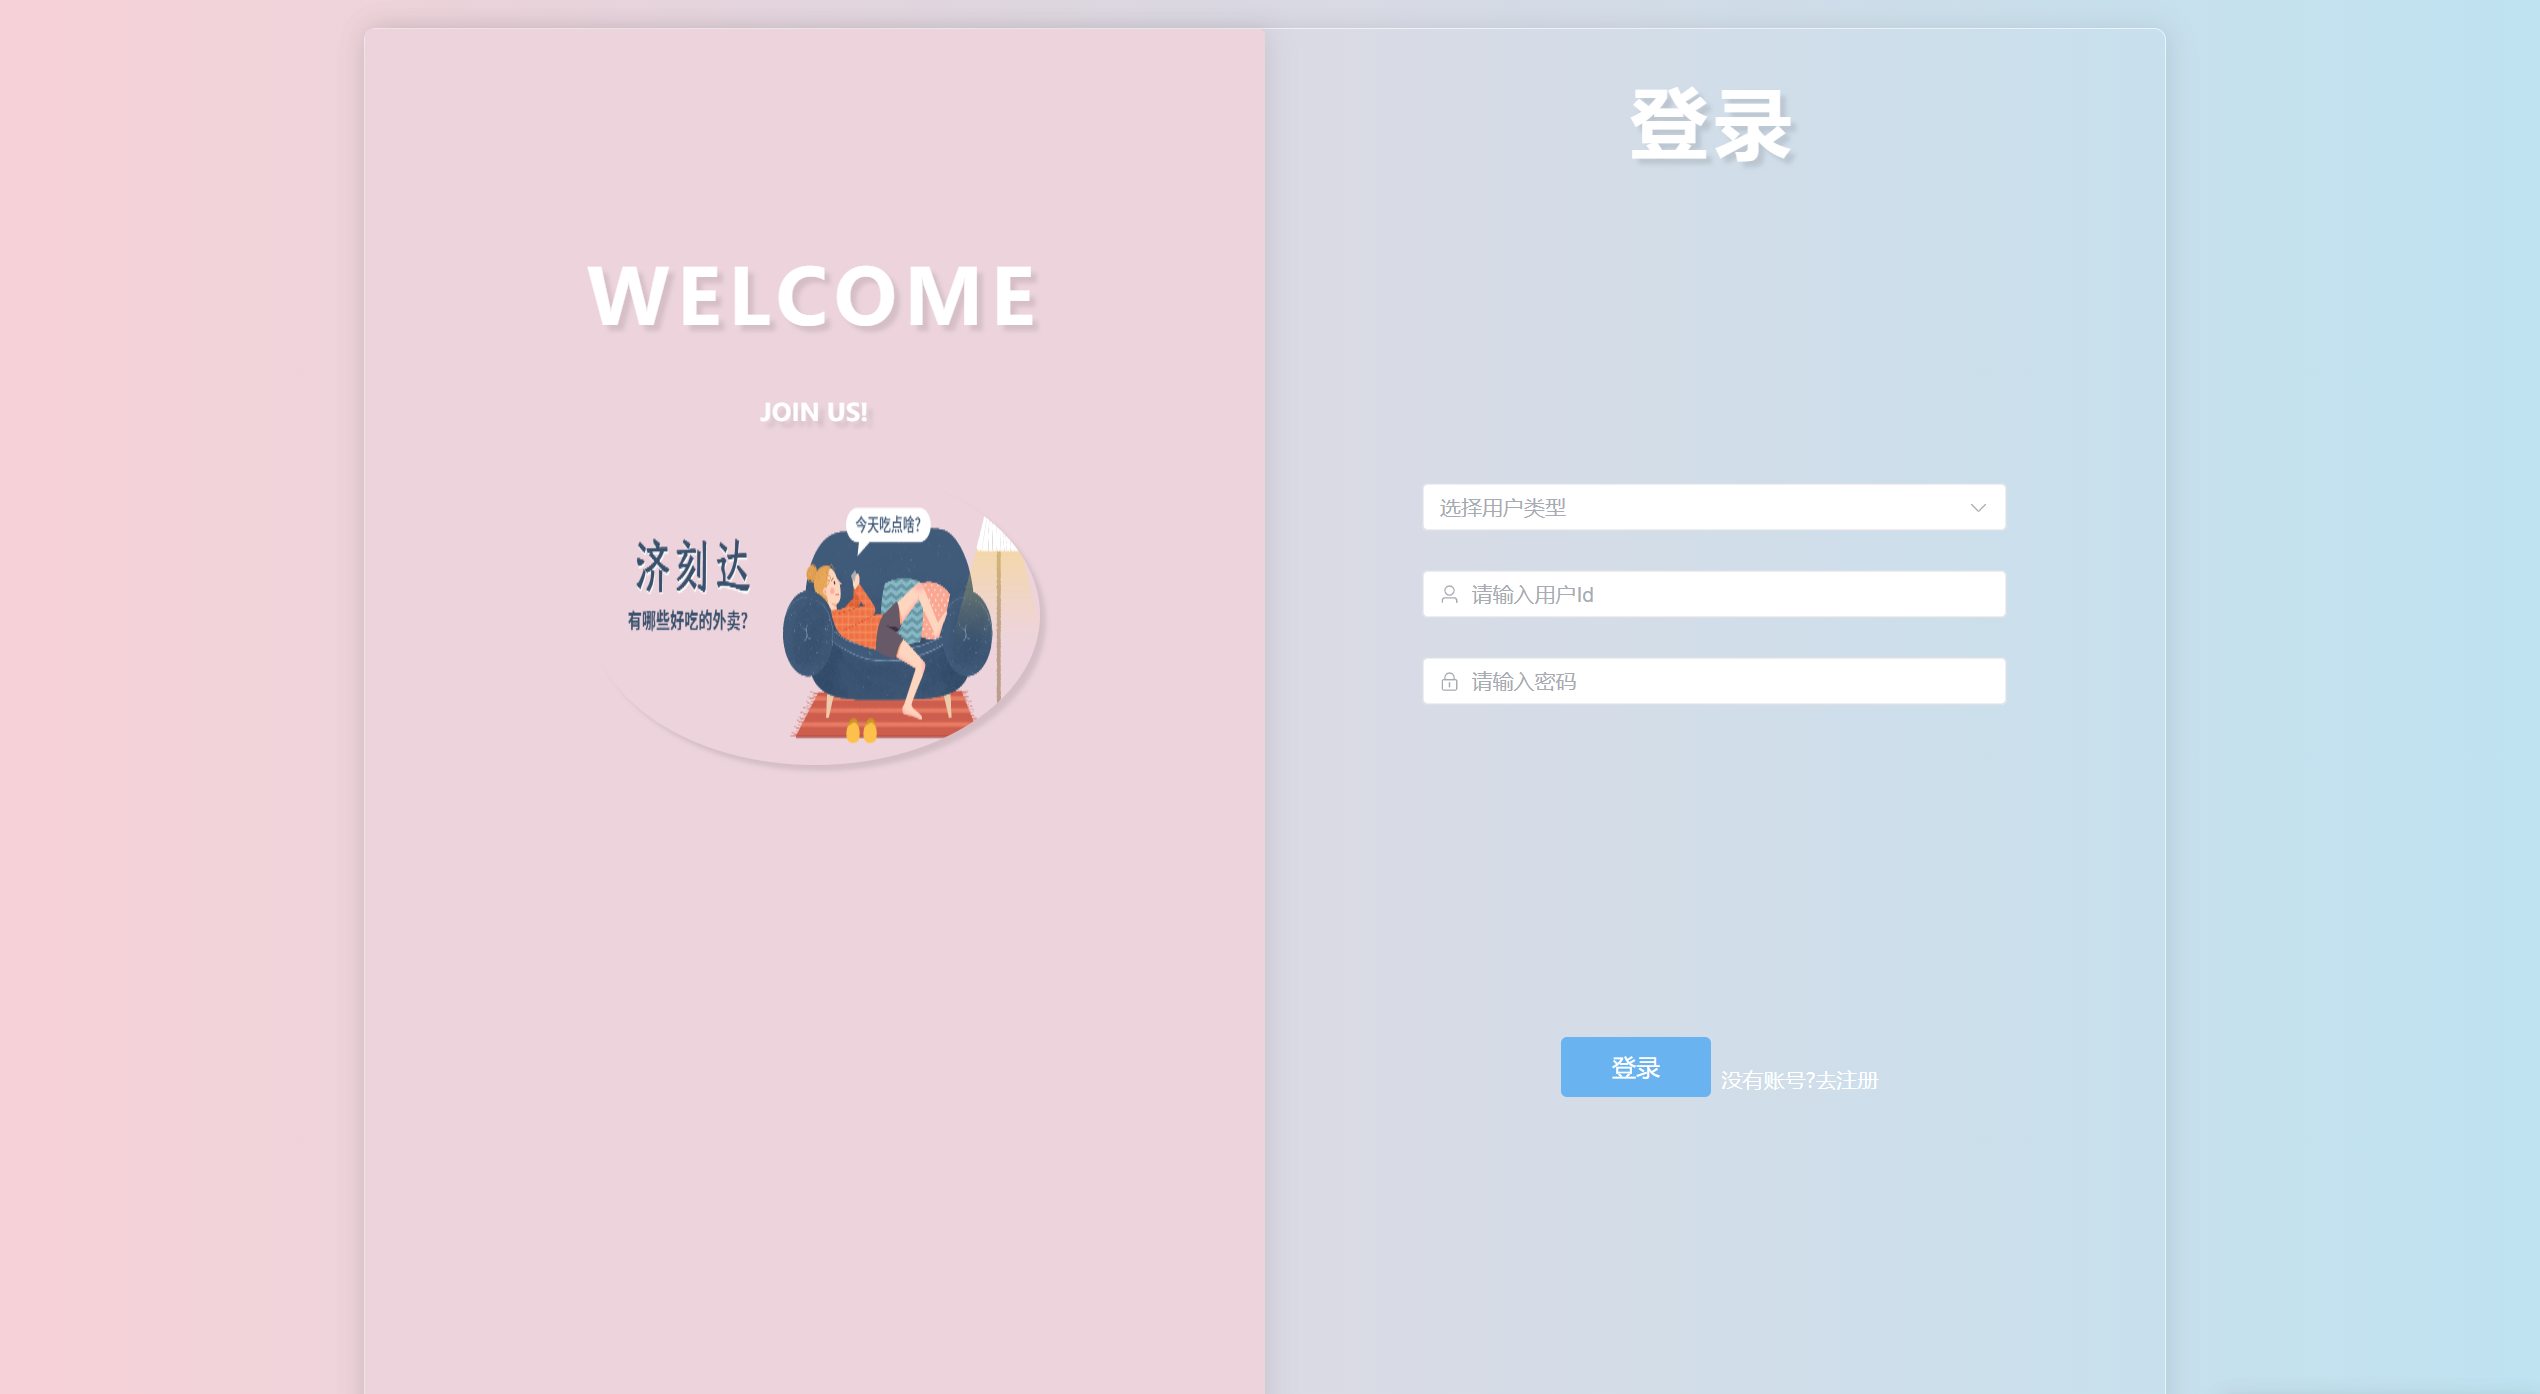 WELCOME
JOIN US!
今天吃点啥?
济刻达
有哪些好吃的外卖?
登录
选择用户类型
请输入用户Id
请输入密码
登录
没有账号?去注册